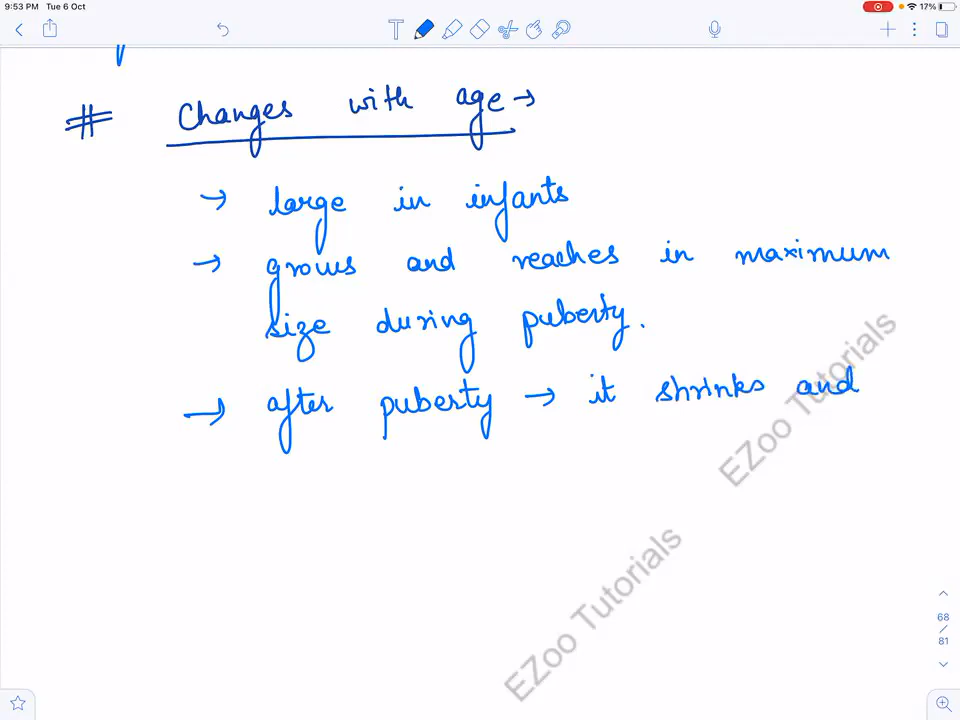 9:53 PM Tue 6 Oct
17%
# Changes with age →
→ large in infants
→ grows and reaches in maximum
size during puberty.
→ after puberty → it shrinks and
EZoo Tutorials
EZoo Tutorials
68
/
81